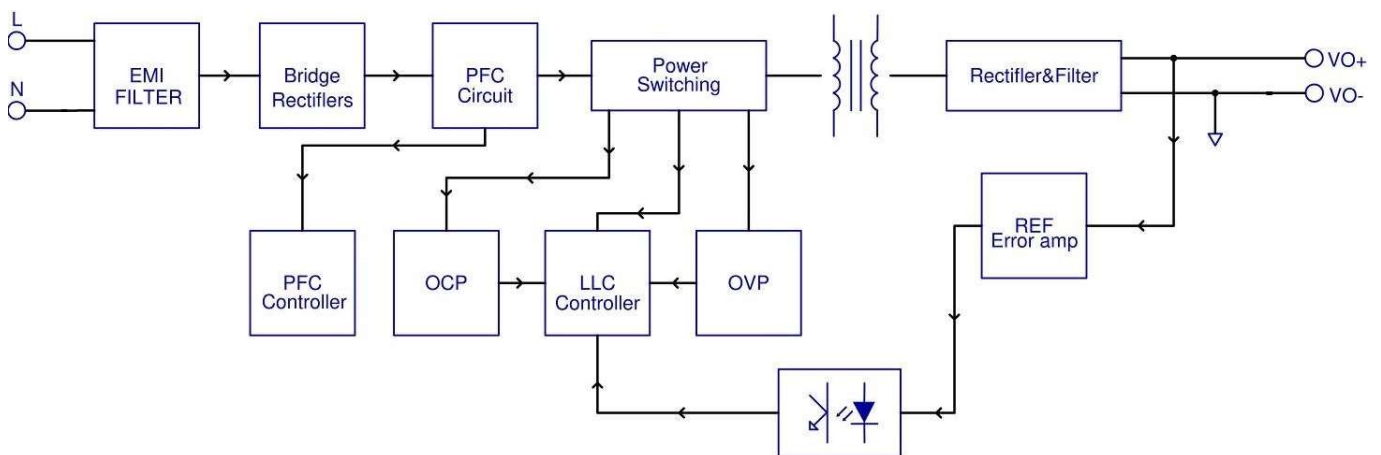 L
N
EMI
FILTER
Bridge
Rectiflers
PFC
Circuit
Power
Switching
Rectifler&Filter
VO+
VO-
REF
Error amp
PFC
Controller
OCP
LLC
Controller
OVP